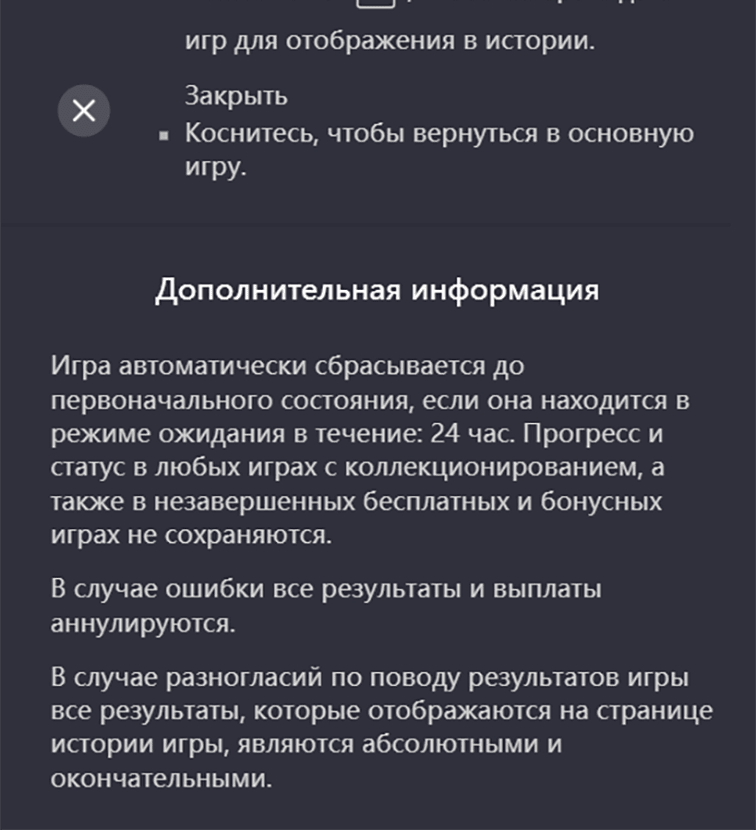 игр для отображения в истории.
Закрыть
▪ Коснитесь, чтобы вернуться в основную
игру.
Дополнительная информация
Игра автоматически сбрасывается до
первоначального состояния, если она находится в
режиме ожидания в течение: 24 час. Прогресс и
статус в любых играх с коллекционированием, а
также в незавершенных бесплатных и бонусных
играх не сохраняются.
В случае ошибки все результаты и выплаты
аннулируются.
В случае разногласий по поводу результатов игры
все результаты, которые отображаются на странице
истории игры, являются абсолютными и
окончательными.